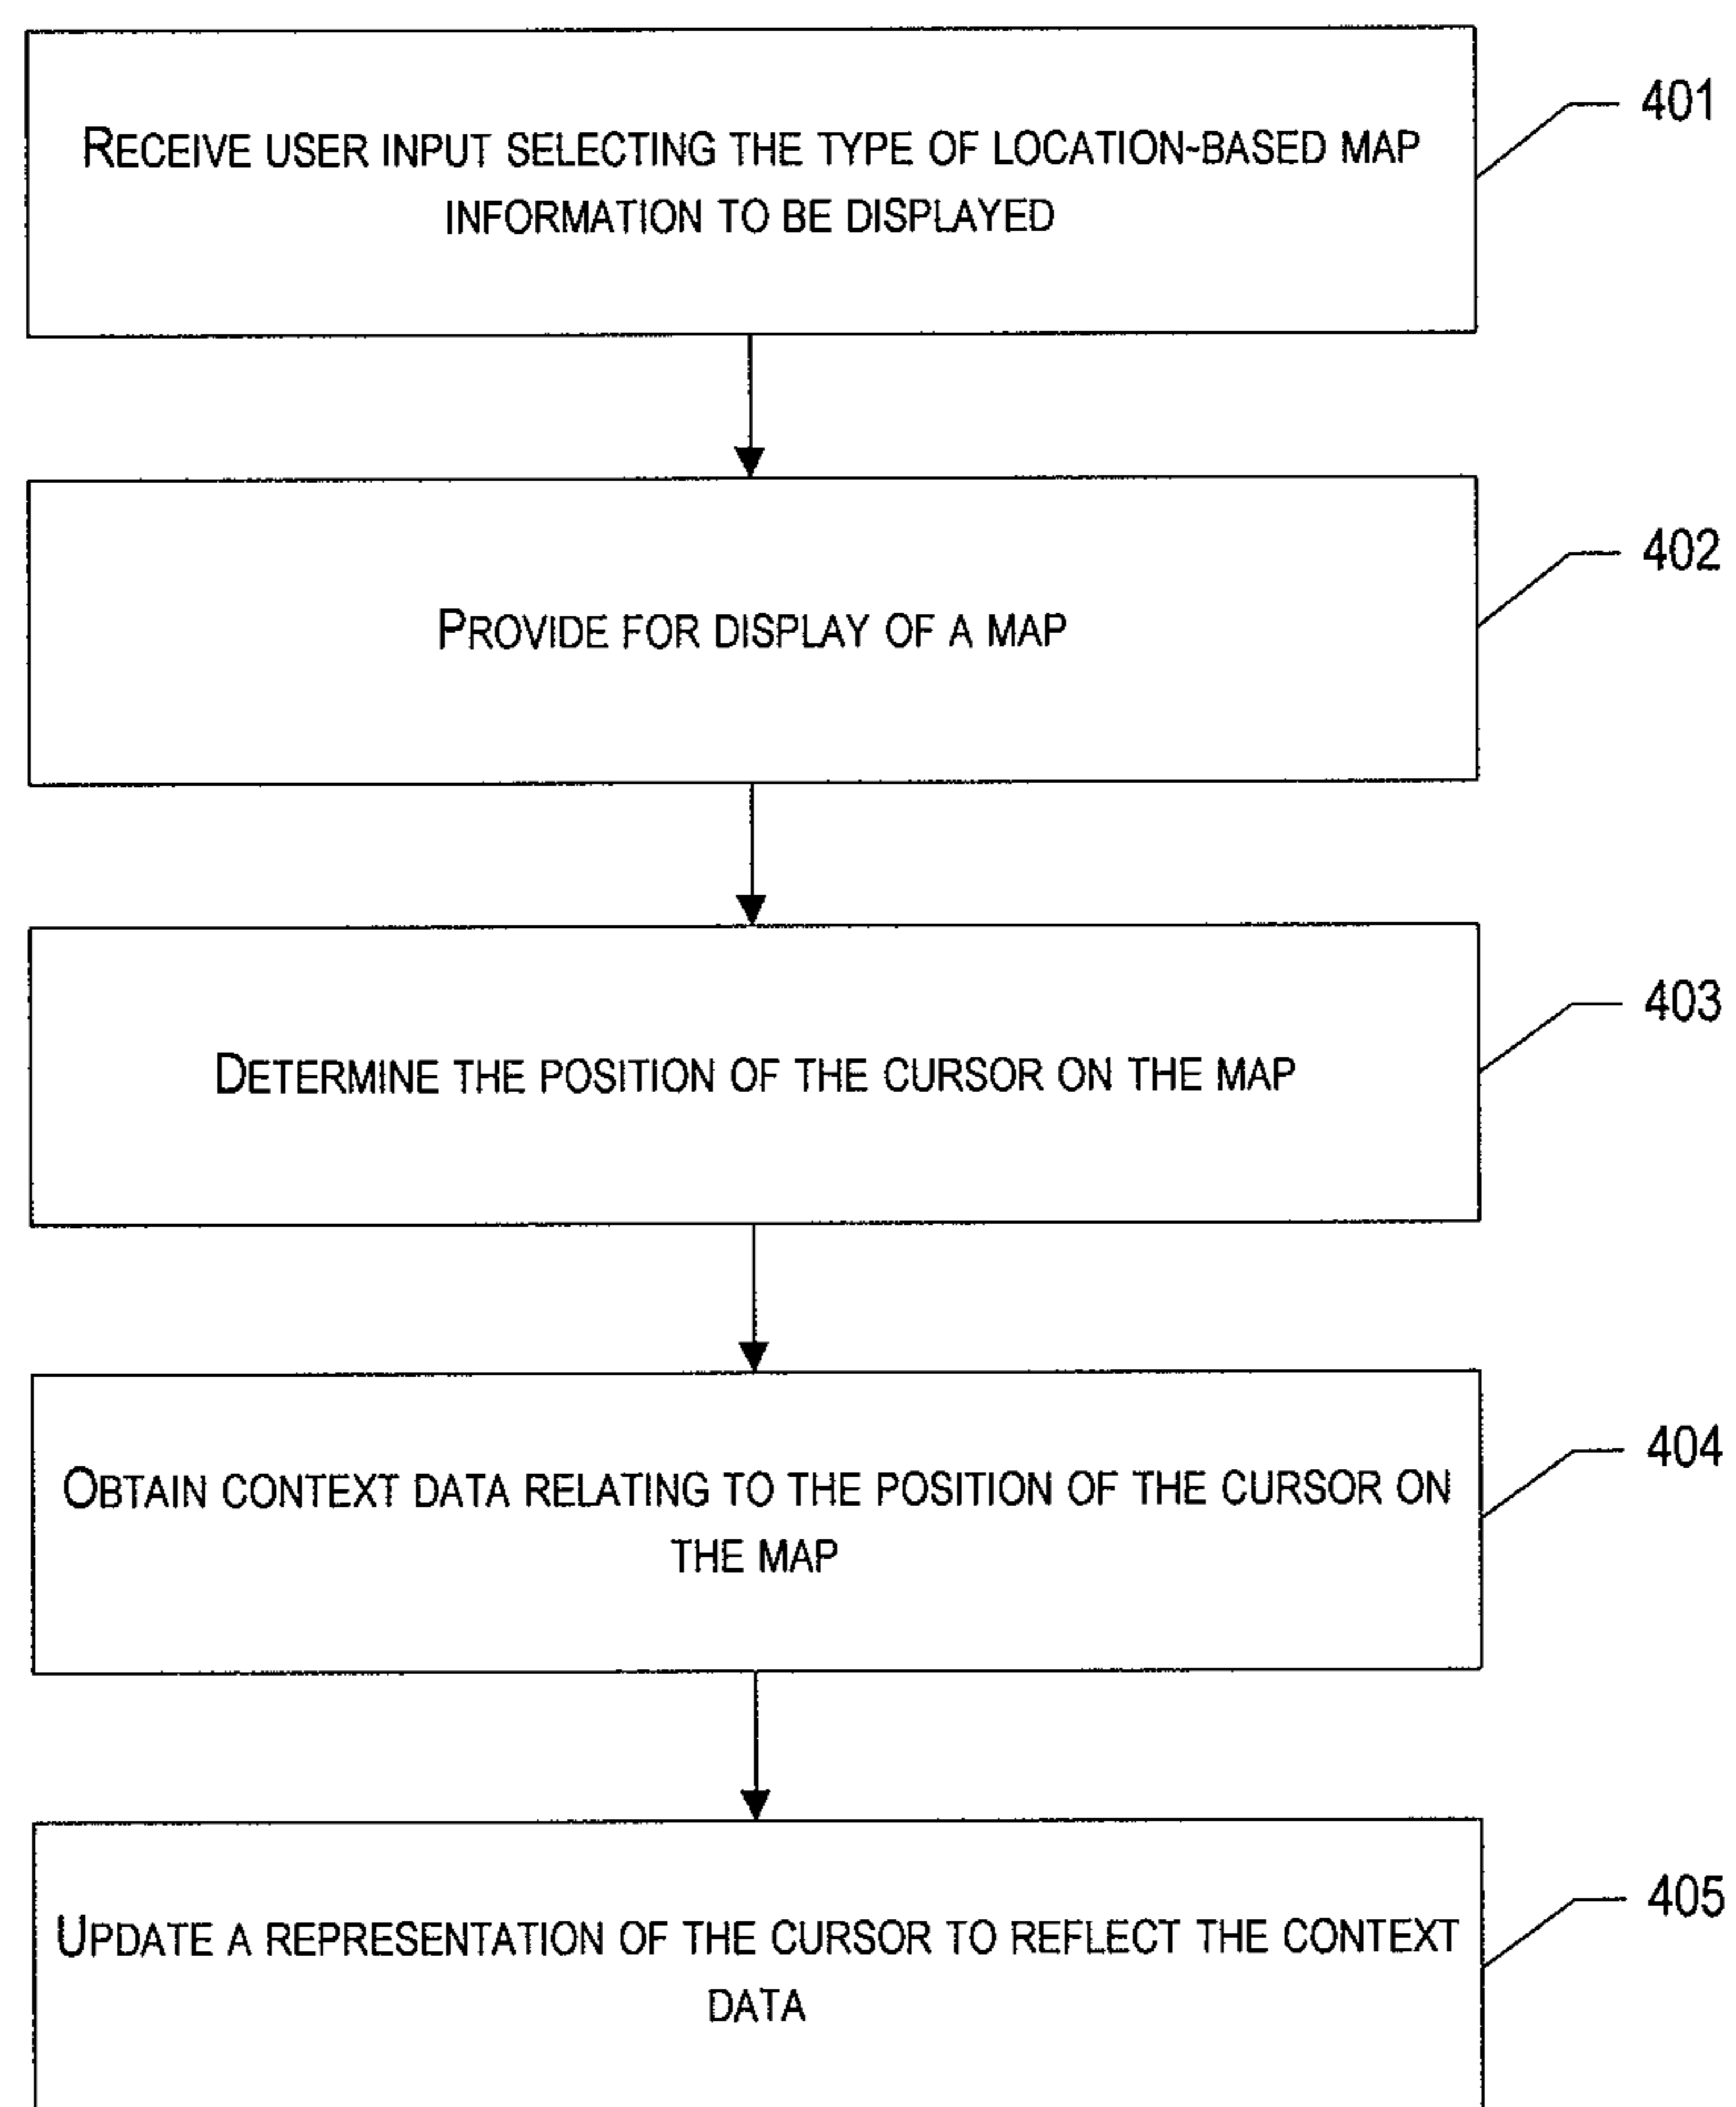 RECEIVE USER INPUT SELECTING THE TYPE OF LOCATION-BASED MAP
INFORMATION TO BE DISPLAYED
401
PROVIDE FOR DISPLAY OF A MAP
402
DETERMINE THE POSITION OF THE CURSOR ON THE MAP
403
OBTAIN CONTEXT DATA RELATING TO THE POSITION OF THE CURSOR ON
THE MAP
404
UPDATE A REPRESENTATION OF THE CURSOR TO REFLECT THE CONTEXT
DATA
405